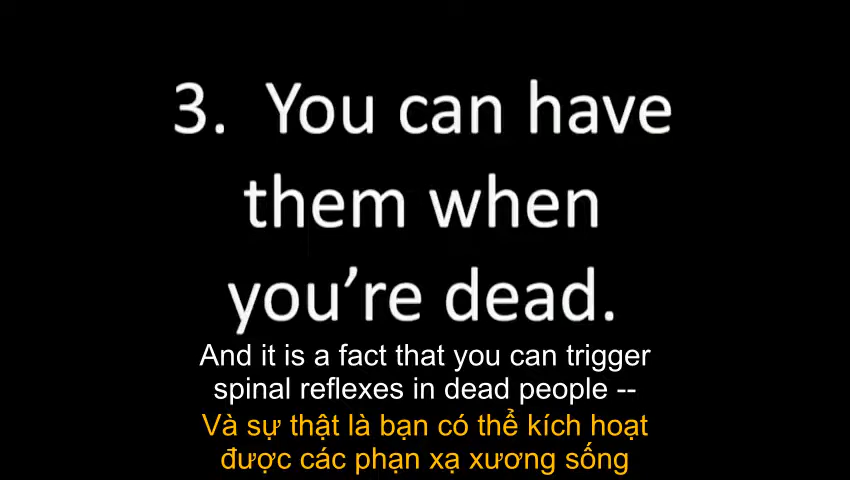 3. You can have
them when
you’re dead.
And it is a fact that you can trigger
spinal reflexes in dead people --
Và sự thật là bạn có thể kích hoạt
được các phạn xạ xương sống